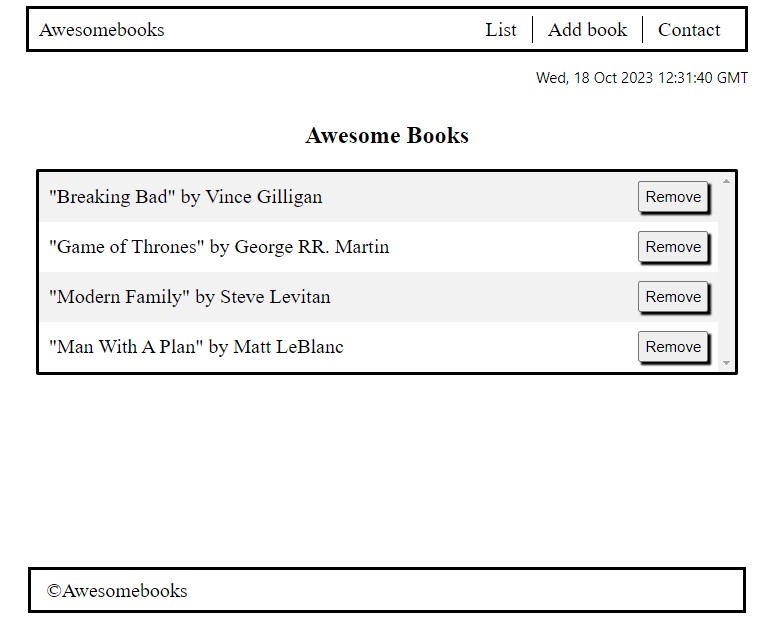 Awesomebooks List Add book Contact
Wed, 18 Oct 2023 12:31:40 GMT
Awesome Books
"Breaking Bad" by Vince Gilligan Remove
"Game of Thrones" by George RR. Martin Remove
"Modern Family" by Steve Levitan Remove
"Man With A Plan" by Matt LeBlanc Remove
©Awesomebooks